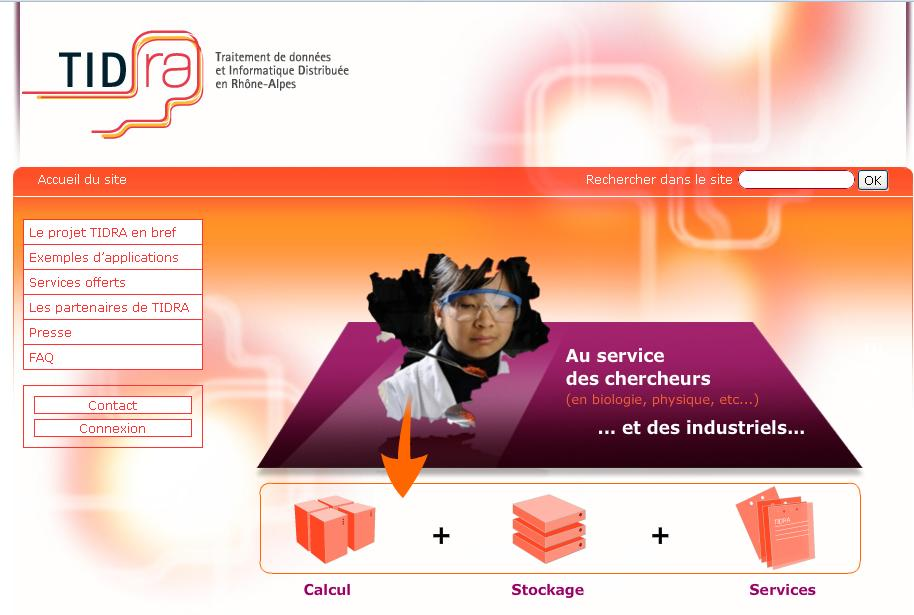 TIDra
Traitement de données
et Informatique Distribuée
en Rhône-Alpes
Accueil du site
Rechercher dans le site
OK
Le projet TIDRA en bref
Exemples d'applications
Services offerts
Les partenaires de TIDRA
Presse
FAQ
Contact
Connexion
Au service
des chercheurs
(en biologie, physique, etc...)
... et des industriels...
+
+
TIDRA
Calcul
Stockage
Services